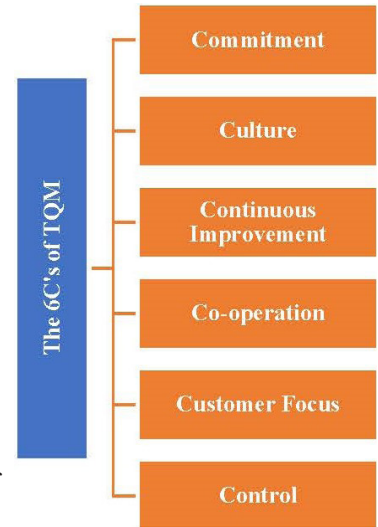 The 6C's of TQM
Commitment
Culture
Continuous
Improvement
Co-operation
Customer Focus
Control